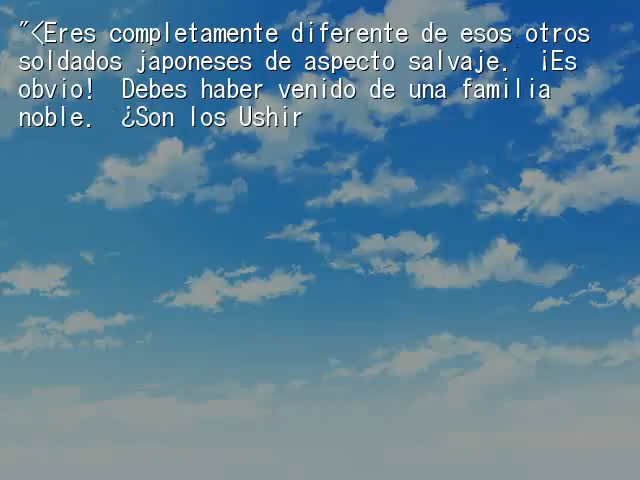 "<Eres completamente diferente de esos otros
soldados japoneses de aspecto salvaje.  ¡Es
obvio!  Debes haber venido de una familia
noble.  ¿Son los Ushir